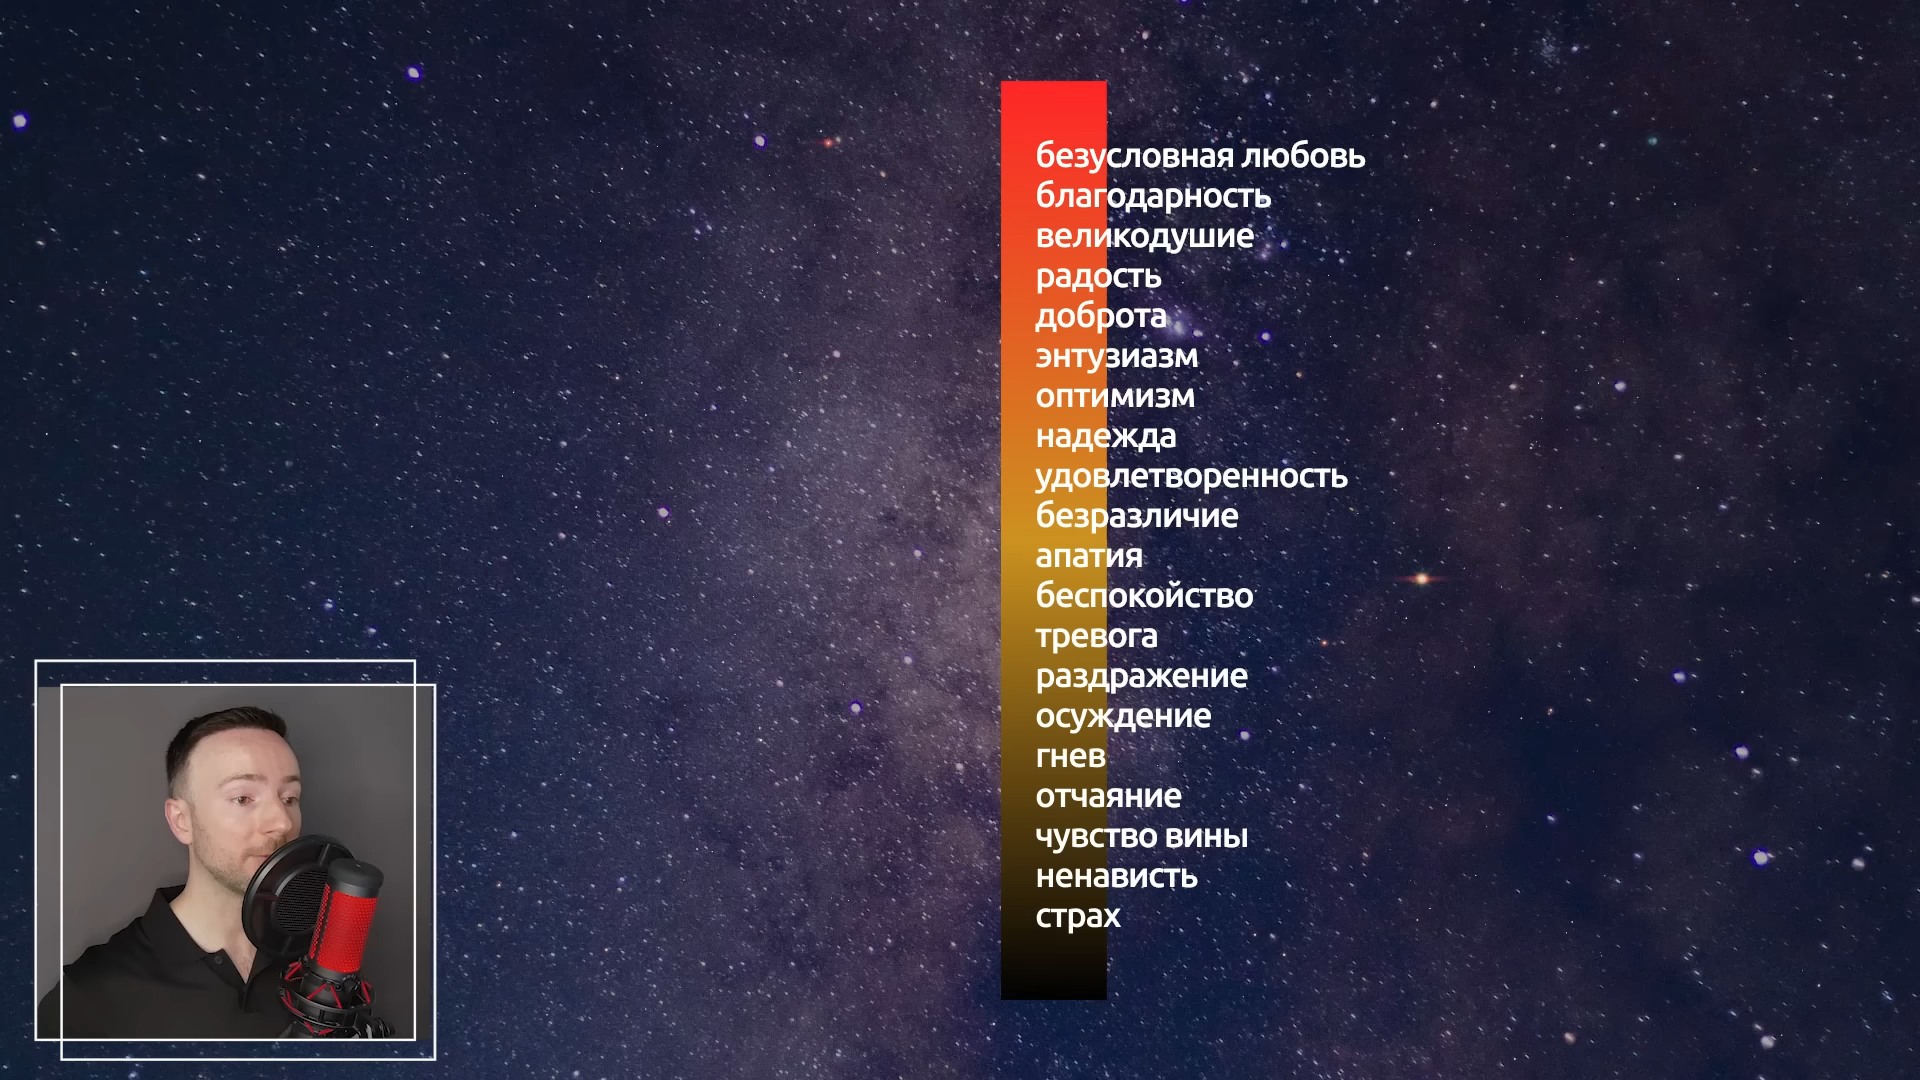 безусловная любовь
благодарность
великодушие
радость
доброта
энтузиазм
оптимизм
надежда
удовлетворенность
безразличие
апатия
беспокойство
тревога
раздражение
осуждение
гнев
отчаяние
чувство вины
ненависть
страх